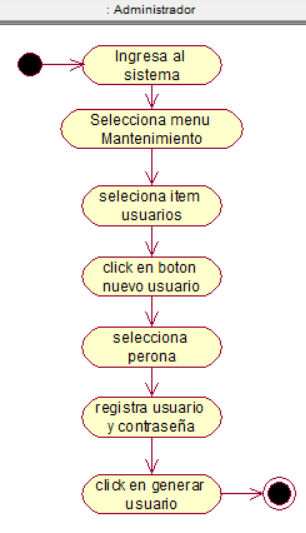 : Administrador
Ingresa al
sistema
Selecciona menu
Mantenimiento
seleciona item
usuarios
click en boton
nuevo usuario
selecciona
perona
registra usuario
y contraseña
click en generar
usuario